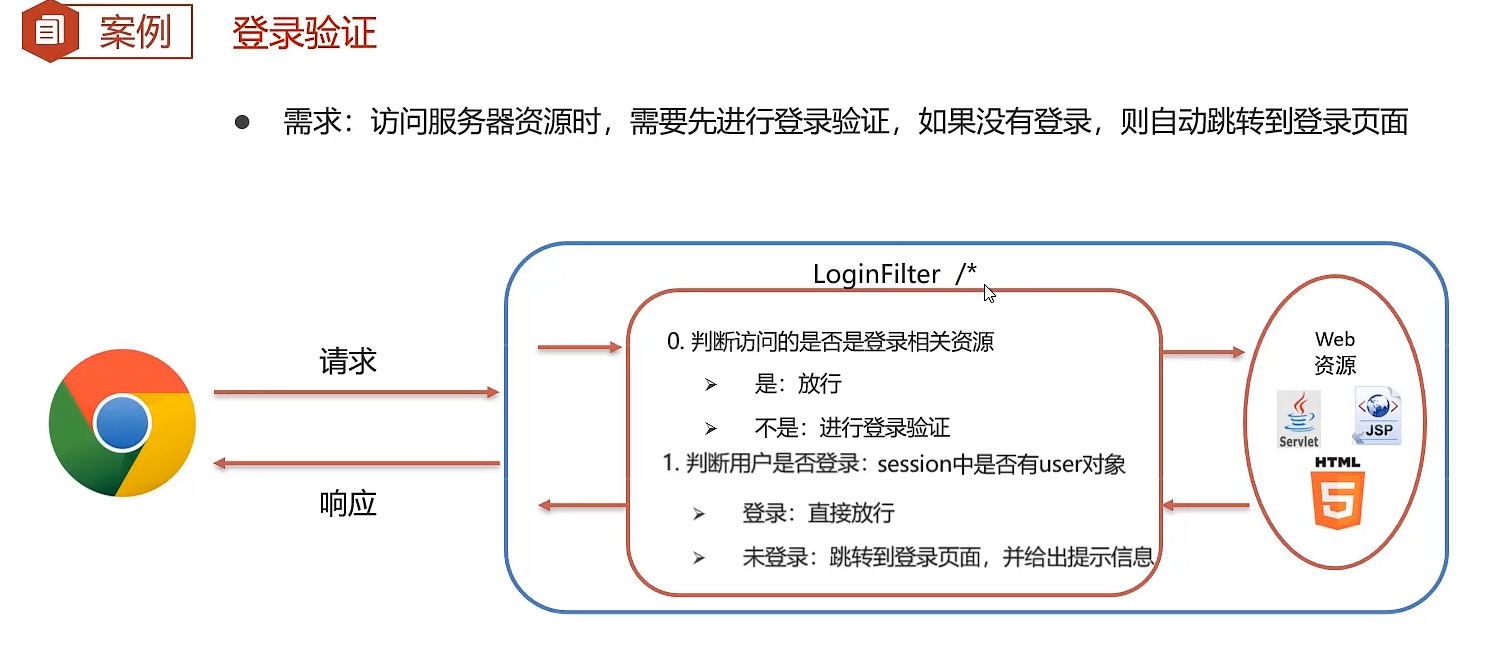 案例
登录验证
● 需求：访问服务器资源时，需要先进行登录验证，如果没有登录，则自动跳转到登录页面
LoginFilter /*
请求
响应
0. 判断访问的是否是登录相关资源
➢ 是：放行
➢ 不是：进行登录验证
1. 判断用户是否登录：session中是否有user对象
➢ 登录：直接放行
➢ 未登录：跳转到登录页面，并给出提示信息
Web
资源
Servlet
JSP
HTML
5